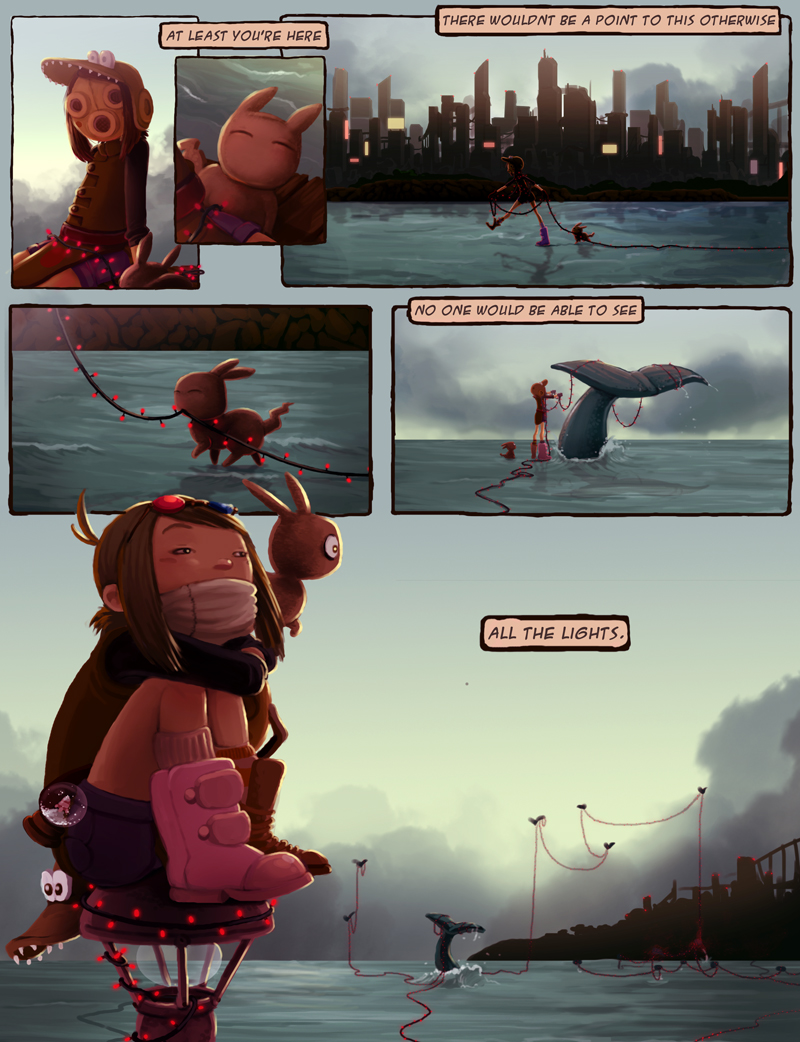 AT LEAST YOU'RE HERE
THERE WOULDNT BE A POINT TO THIS OTHERWISE
NO ONE WOULD BE ABLE TO SEE
ALL THE LIGHTS.